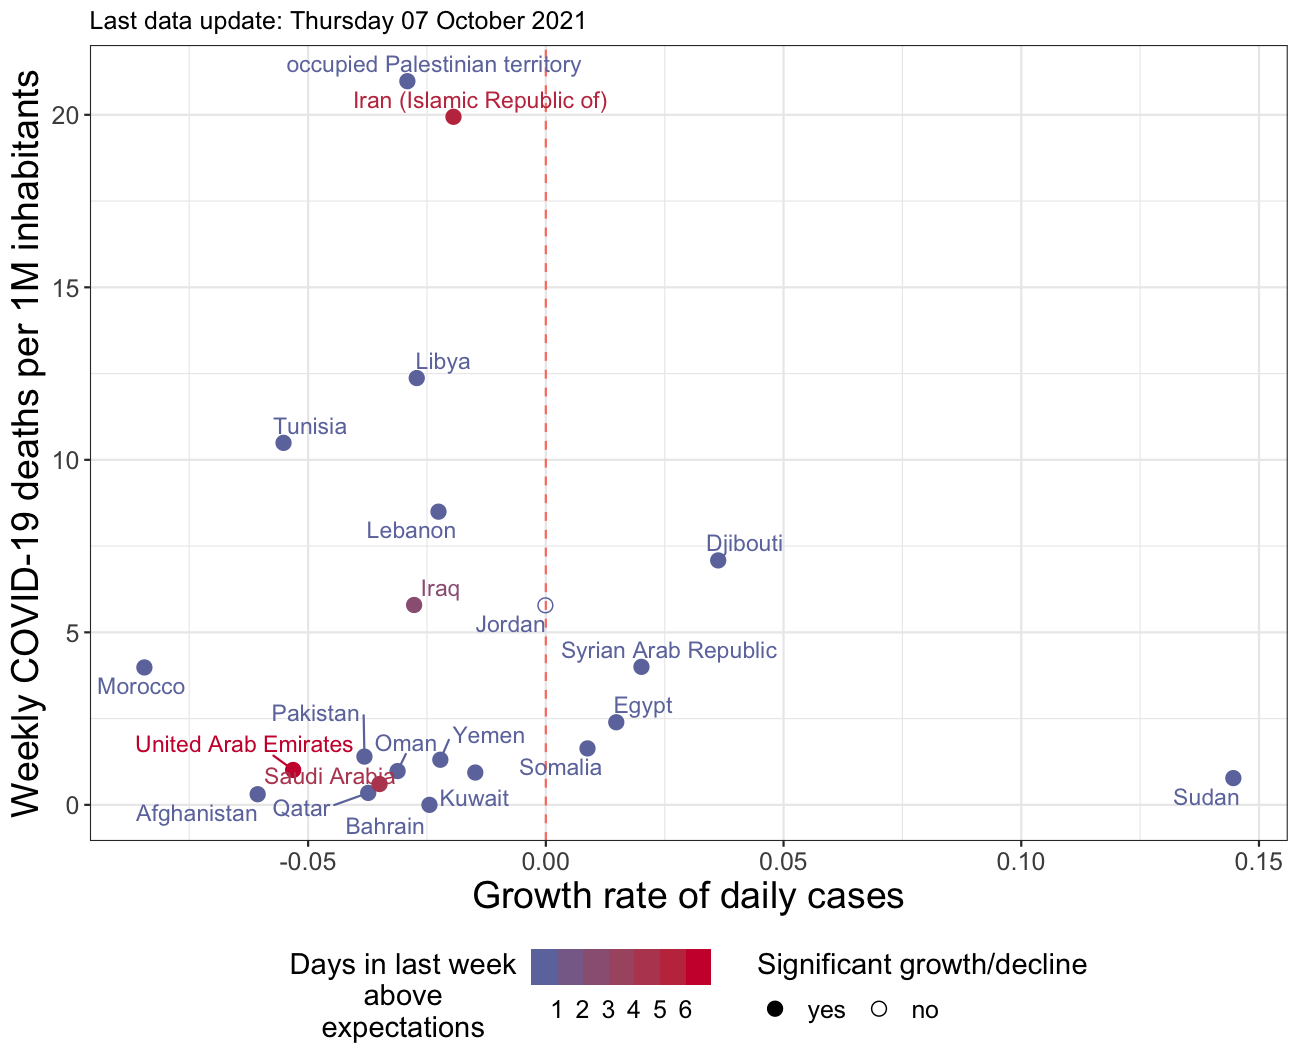 Last data update: Thursday 07 October 2021
Weekly COVID-19 deaths per 1M inhabitants
20
15
10
5
0
occupied Palestinian territory
Iran (Islamic Republic of)
Libya
Tunisia
Lebanon
Djibouti
Iraq
Jordan
Syrian Arab Republic
Morocco
Egypt
Pakistan
Oman
Yemen
United Arab Emirates
Somalia
Saudi Arabia
Afghanistan
Qatar
Kuwait
Sudan
Bahrain
-0.05 0.00 0.05 0.10 0.15
Growth rate of daily cases
Days in last week
above
expectations
1 2 3 4 5 6
Significant growth/decline
yes no